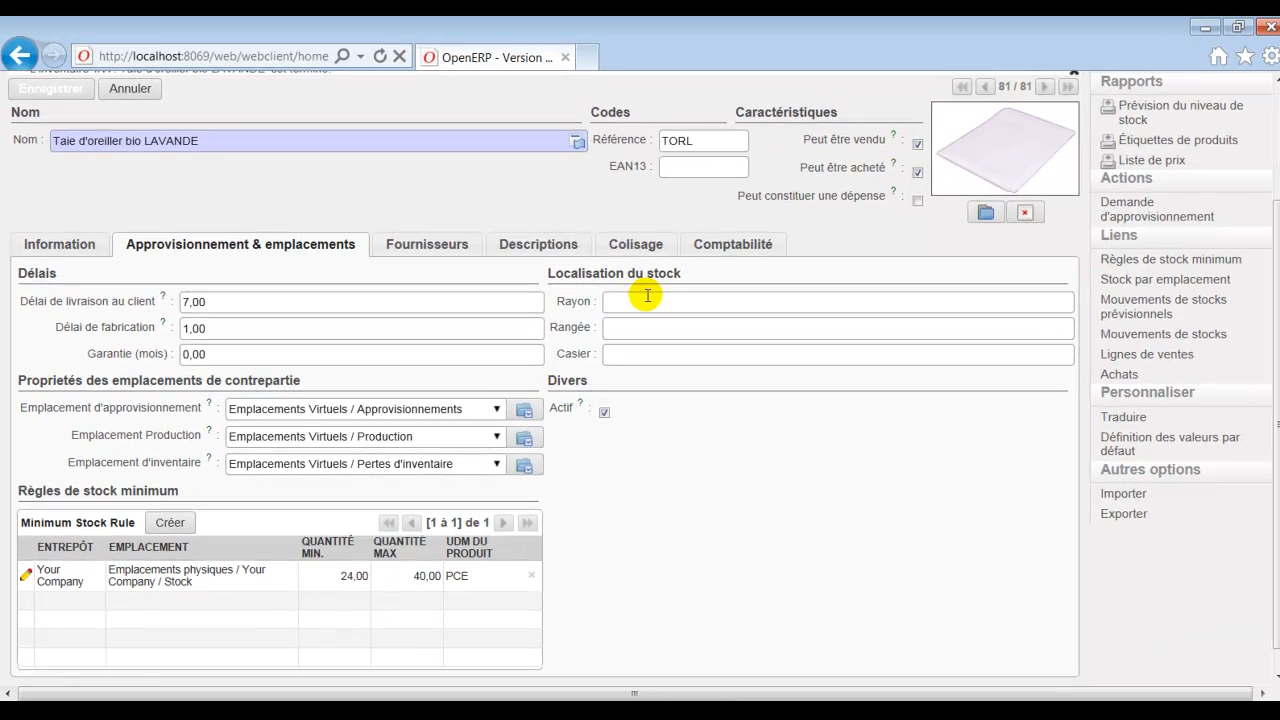 http://localhost:8069/web/webclient/home
OpenERP - Version ...
Enregistrer
Annuler
81 / 81
Nom
Codes
Caractéristiques
Nom :
Taie d'oreiller bio LAVANDE
Référence :
TORL
Peut être vendu ? :
EAN13 :
Peut être acheté ? :
Peut constituer une dépense ? :
Information
Approvisionnement & emplacements
Fournisseurs
Descriptions
Colisage
Comptabilité
Délais
Délai de livraison au client ? :
7,00
Délai de fabrication ? :
1,00
Garantie (mois) :
0,00
Localisation du stock
Rayon :
Rangée :
Casier :
Propriétés des emplacements de contrepartie
Emplacement d'approvisionnement ? :
Emplacements Virtuels / Approvisionnements
Emplacement Production ? :
Emplacements Virtuels / Production
Emplacement d'inventaire ? :
Emplacements Virtuels / Pertes d'inventaire
Divers
Actif ? :
Règles de stock minimum
Minimum Stock Rule
Créer
[1 à 1] de 1
ENTREPÔT
EMPLACEMENT
QUANTITÉ
MIN.
QUANTITÉ
MAX
UDM DU
PRODUIT
Your
Company
Emplacements physiques / Your
Company / Stock
24,00
40,00
PCE
Rapports
Prévision du niveau de
stock
Étiquettes de produits
Liste de prix
Actions
Demande
d'approvisionnement
Liens
Règles de stock minimum
Stock par emplacement
Mouvements de stocks
prévisionnels
Mouvements de stocks
Lignes de ventes
Achats
Personnaliser
Traduire
Définition des valeurs par
défaut
Autres options
Importer
Exporter